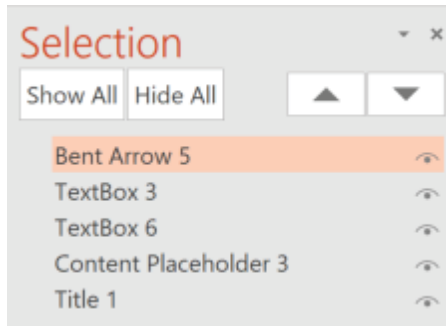 Selection
Show All Hide All
Bent Arrow 5
TextBox 3
TextBox 6
Content Placeholder 3
Title 1